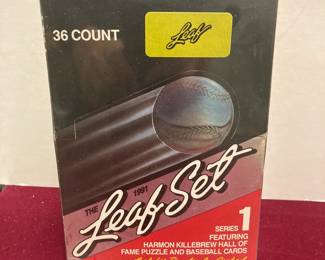 36 COUNT
Leaf
THE
1991
Leaf Set
SERIES 1
FEATURING
HARMON KILLEBREW HALL OF
FAME PUZZLE AND BASEBALL CARDS